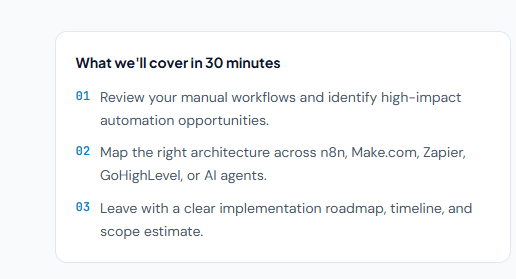 What we'll cover in 30 minutes
01 Review your manual workflows and identify high-impact
automation opportunities.
02 Map the right architecture across n8n, Make.com, Zapier,
GoHighLevel, or AI agents.
03 Leave with a clear implementation roadmap, timeline, and
scope estimate.